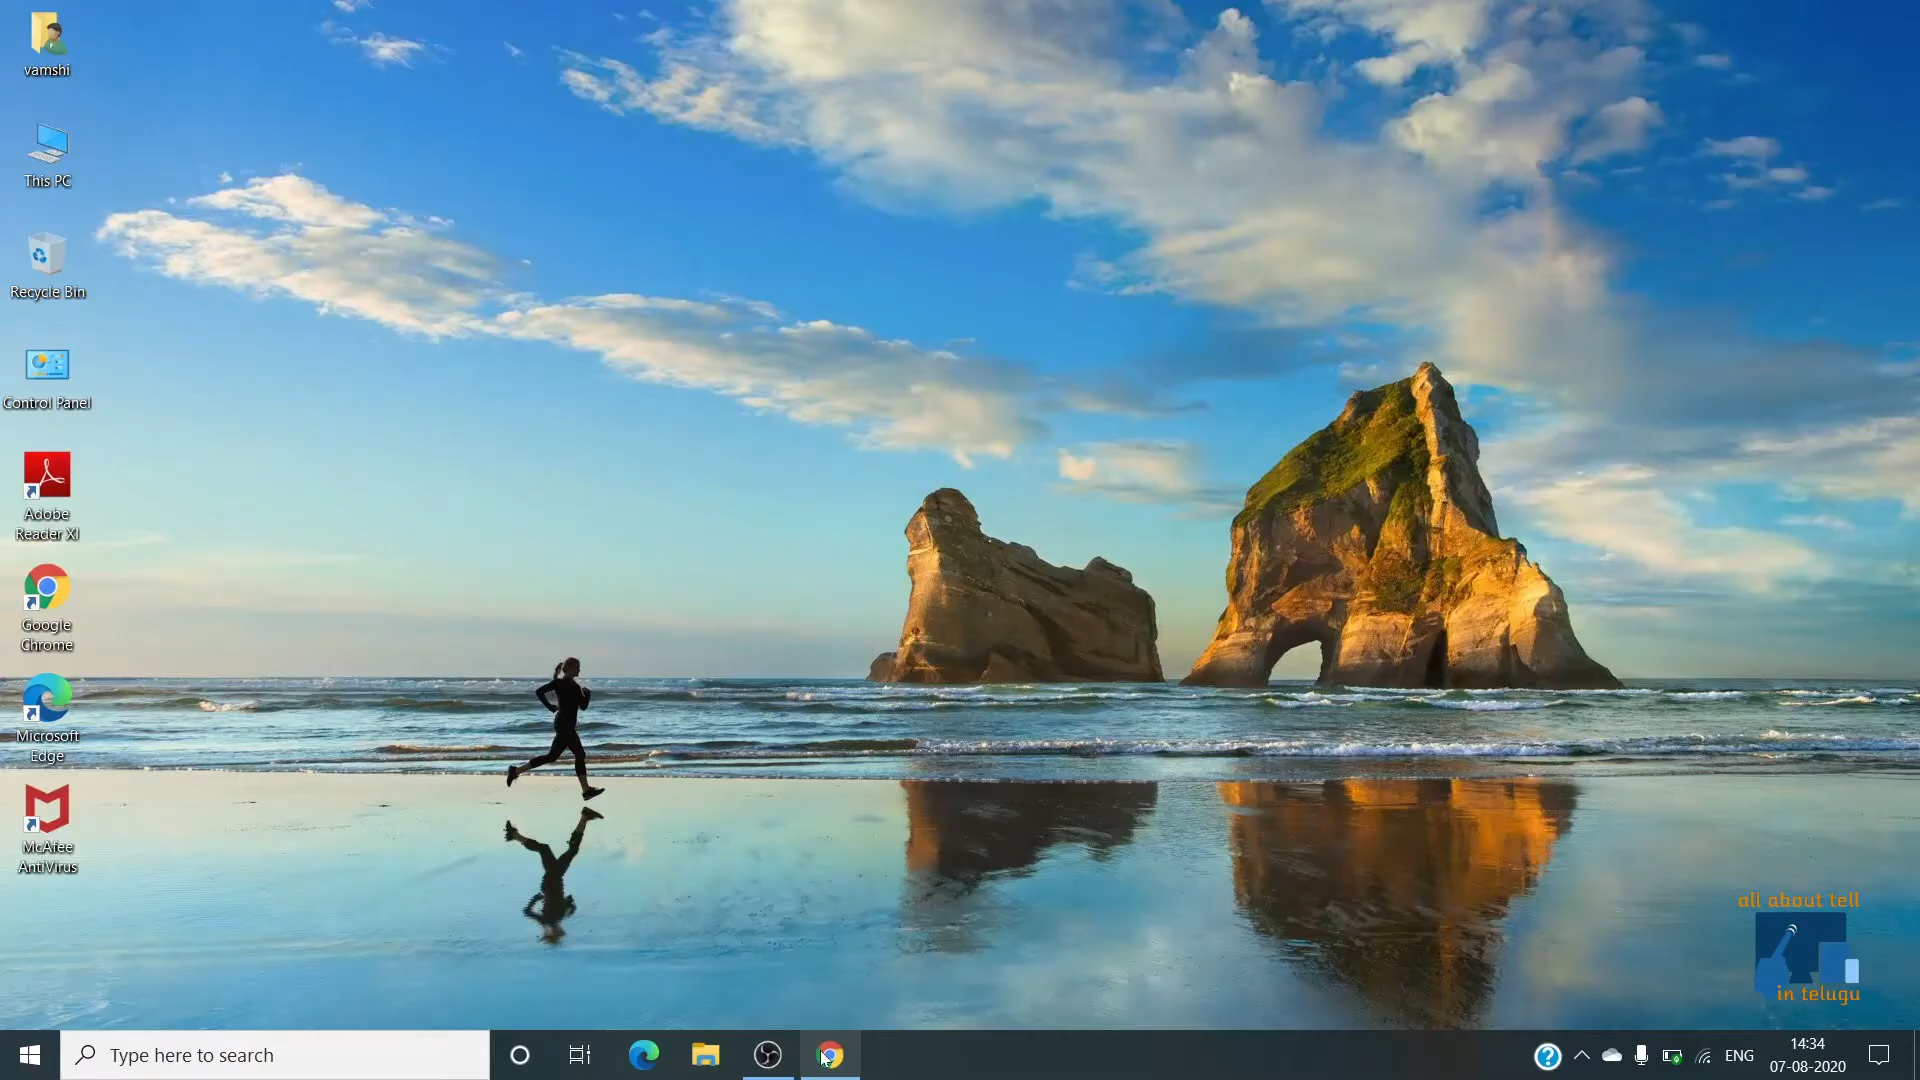 vamshi
This PC
Recycle Bin
Control Panel
Adobe
Reader XI
Google
Chrome
Microsoft
Edge
McAfee
AntiVirus
all about tell
in telugu
Type here to search
ENG
14:34
07-08-2020